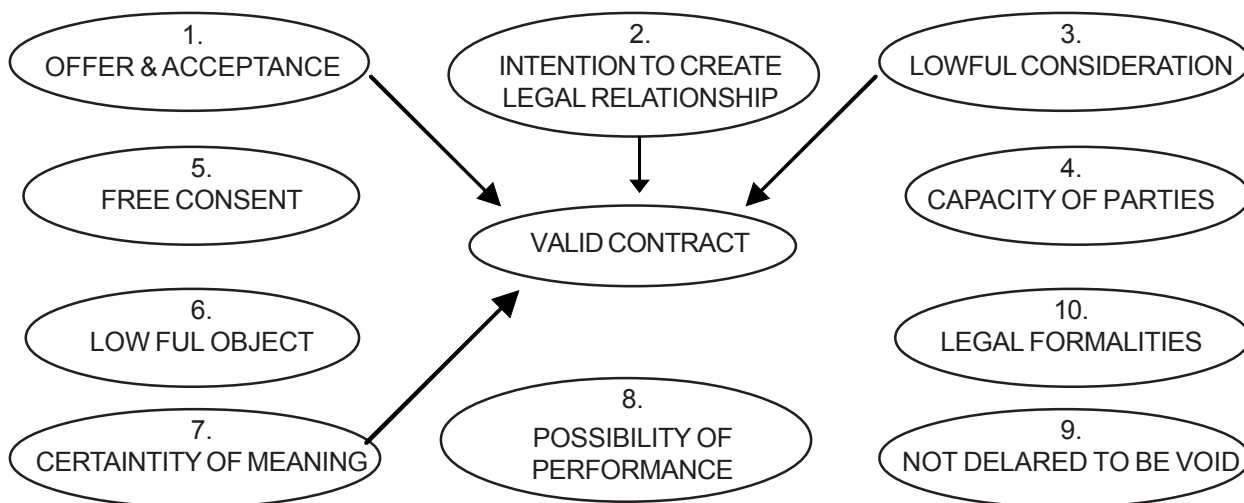 1.
OFFER & ACCEPTANCE
2.
INTENTION TO CREATE
LEGAL RELATIONSHIP
3.
LOWFUL CONSIDERATION
5.
FREE CONSENT
4.
CAPACITY OF PARTIES
VALID CONTRACT
6.
LOW FUL OBJECT
10.
LEGAL FORMALITIES
7.
CERTAINTITY OF MEANING
8.
POSSIBILITY OF
PERFORMANCE
9.
NOT DELARED TO BE VOID